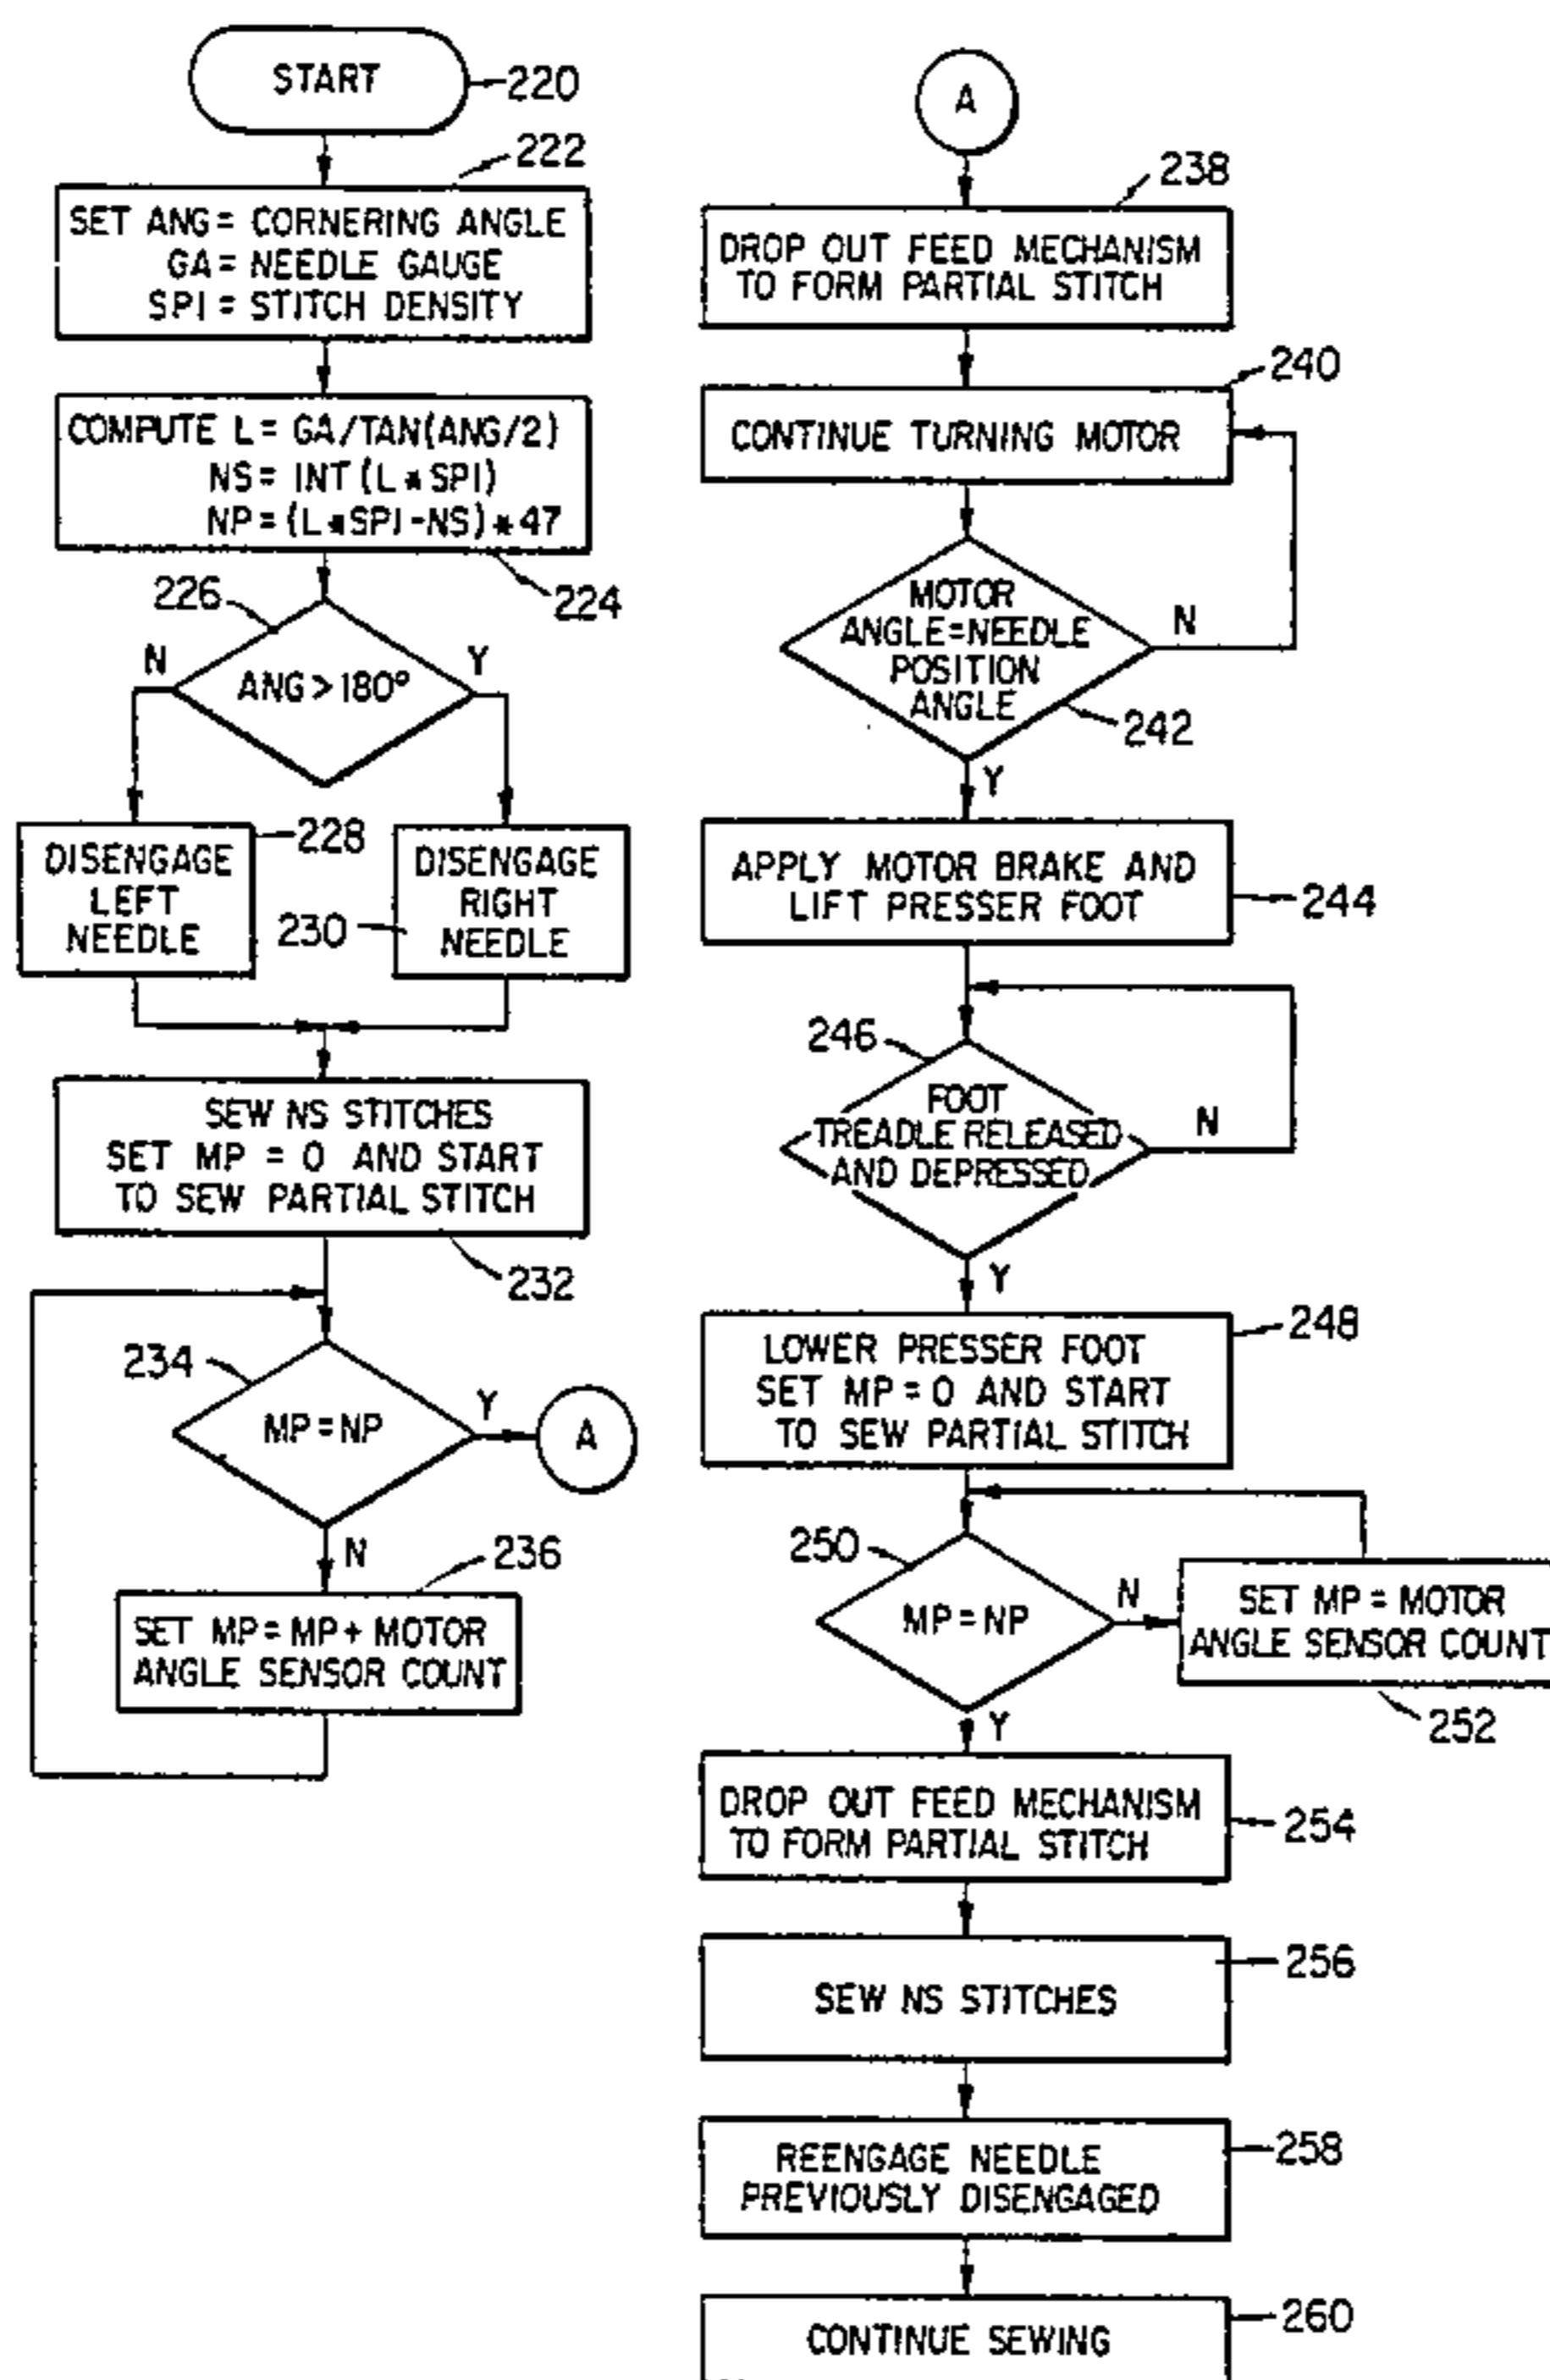 START
220
222
SET ANG = CORNERING ANGLE
GA = NEEDLE GAUGE
SPI = STITCH DENSITY
COMPUTE L = GA/TAN(ANG/2)
NS = INT (L * SPI)
NP = (L * SPI - NS) * 47
224
226
N
ANG > 180°
Y
228
DISENGAGE
LEFT
NEEDLE
230
DISENGAGE
RIGHT
NEEDLE
SEW NS STITCHES
SET MP = 0 AND START
TO SEW PARTIAL STITCH
232
234
MP = NP
Y
A
N
236
SET MP = MP + MOTOR
ANGLE SENSOR COUNT
A
238
DROP OUT FEED MECHANISM
TO FORM PARTIAL STITCH
240
CONTINUE TURNING MOTOR
MOTOR
ANGLE = NEEDLE
POSITION
ANGLE
N
242
Y
APPLY MOTOR BRAKE AND
LIFT PRESSER FOOT
244
246
FOOT
TREADLE RELEASED
AND DEPRESSED
N
Y
248
LOWER PRESSER FOOT
SET MP = 0 AND START
TO SEW PARTIAL STITCH
250
MP = NP
N
SET MP = MOTOR
ANGLE SENSOR COUNT
252
Y
DROP OUT FEED MECHANISM
TO FORM PARTIAL STITCH
254
256
SEW NS STITCHES
258
REENGAGE NEEDLE
PREVIOUSLY DISENGAGED
260
CONTINUE SEWING